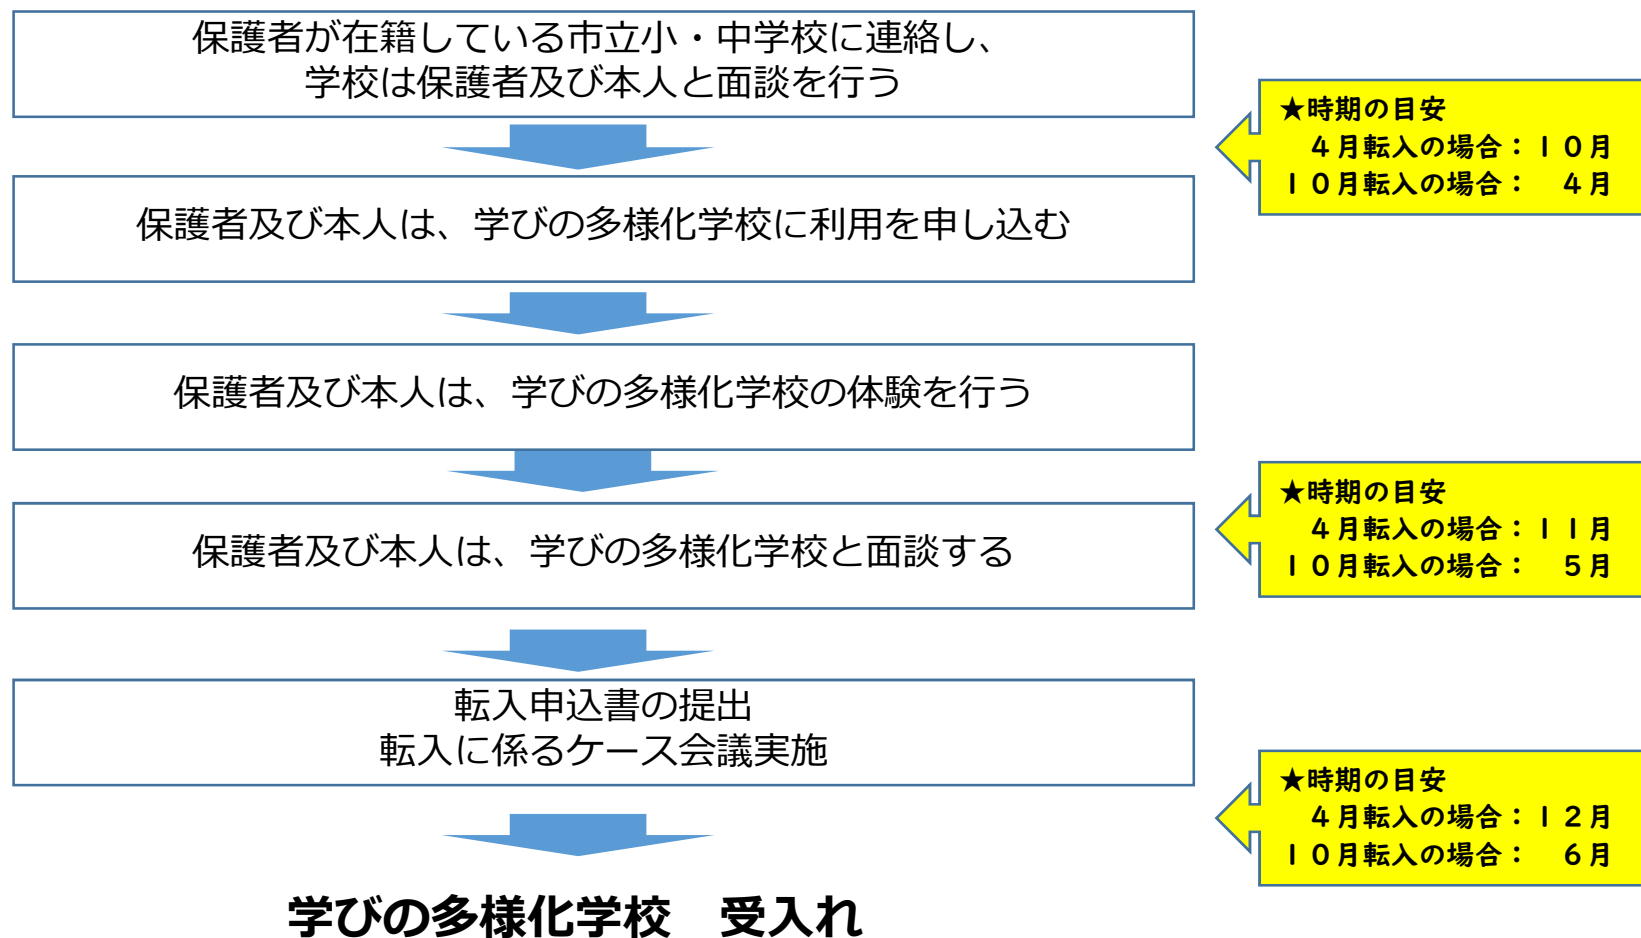 保護者が在籍している市立小・中学校に連絡し、
学校は保護者及び本人と面談を行う
★時期の目安
４月転入の場合：１０月
１０月転入の場合：　４月
保護者及び本人は、学びの多様化学校に利用を申し込む
保護者及び本人は、学びの多様化学校の体験を行う
★時期の目安
４月転入の場合：１１月
１０月転入の場合：　５月
保護者及び本人は、学びの多様化学校と面談する
転入申込書の提出
転入に係るケース会議実施
★時期の目安
４月転入の場合：１２月
１０月転入の場合：　６月
学びの多様化学校　受入れ